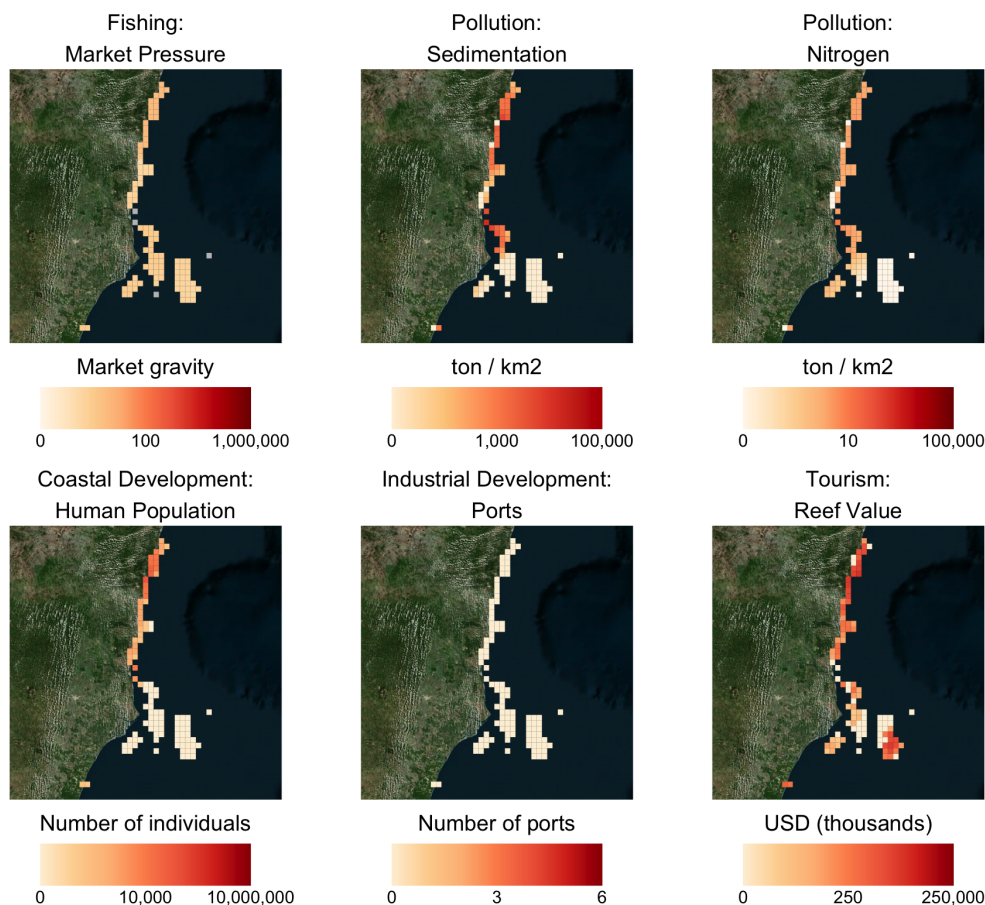 Fishing:
Market Pressure
Pollution:
Sedimentation
Pollution:
Nitrogen
Market gravity
0 100 1,000,000
ton / km2
0 1,000 100,000
ton / km2
0 10 100,000
Coastal Development:
Human Population
Industrial Development:
Ports
Tourism:
Reef Value
Number of individuals
0 10,000 10,000,000
Number of ports
0 3 6
USD (thousands)
0 250 250,000